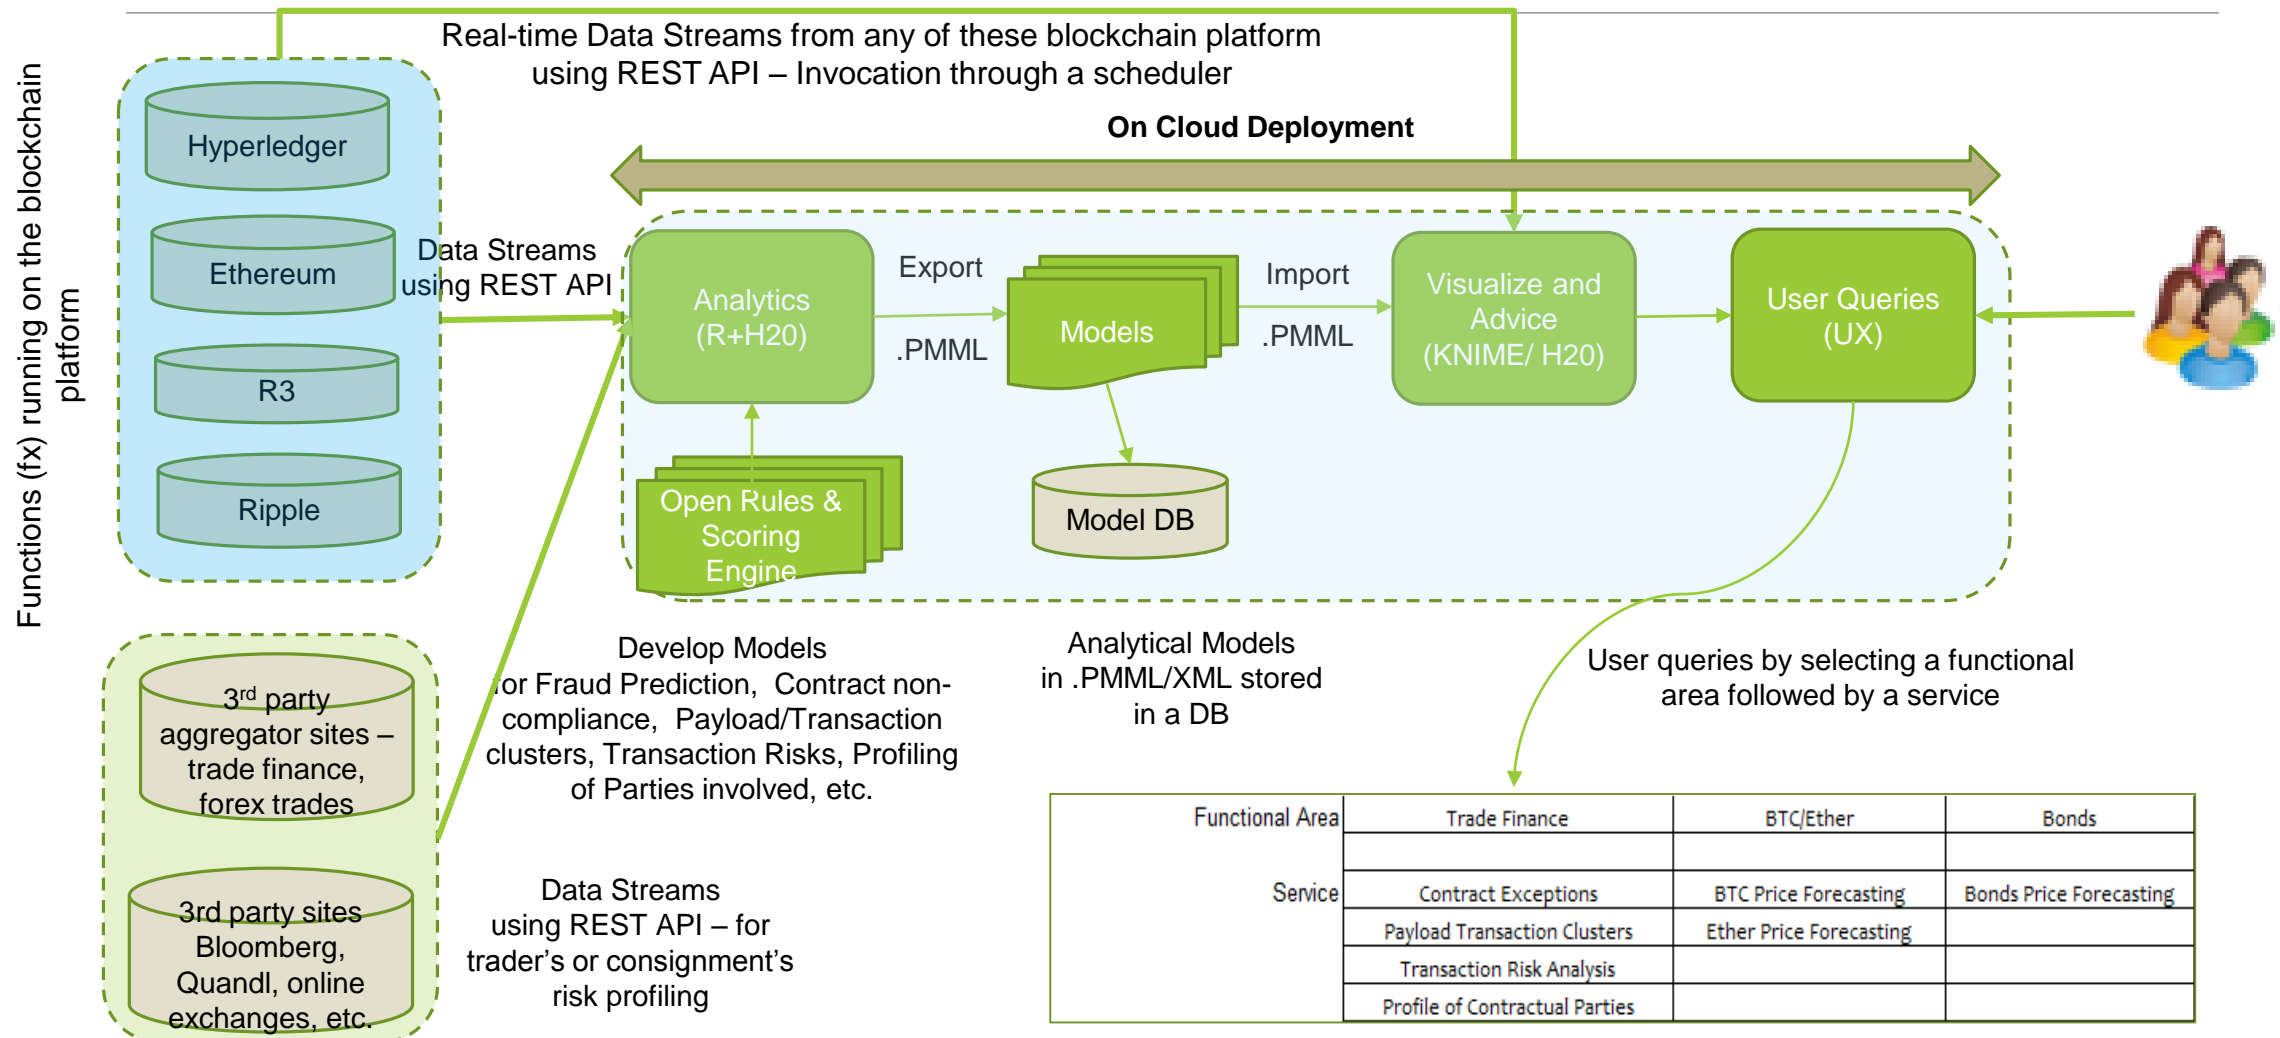 Real-time Data Streams from any of these blockchain platform
using REST API – Invocation through a scheduler
On Cloud Deployment
Functions (fx) running on the blockchain
platform
Hyperledger
Ethereum
R3
Ripple
Data Streams
using REST API
Analytics
(R+H20)
Export
.PMML
Models
Import
.PMML
Visualize and
Advice
(KNIME/ H20)
User Queries
(UX)
Open Rules &
Scoring
Engine
Model DB
3rd party
aggregator sites –
trade finance,
forex trades
3rd party sites
Bloomberg,
Quandl, online
exchanges, etc.
Develop Models
for Fraud Prediction, Contract non-
compliance, Payload/Transaction
clusters, Transaction Risks, Profiling
of Parties involved, etc.
Data Streams
using REST API – for
trader’s or consignment’s
risk profiling
Analytical Models
in .PMML/XML stored
in a DB
User queries by selecting a functional
area followed by a service
Functional Area Trade Finance BTC/Ether Bonds
Service Contract Exceptions BTC Price Forecasting Bonds Price Forecasting
Payload Transaction Clusters Ether Price Forecasting
Transaction Risk Analysis
Profile of Contractual Parties